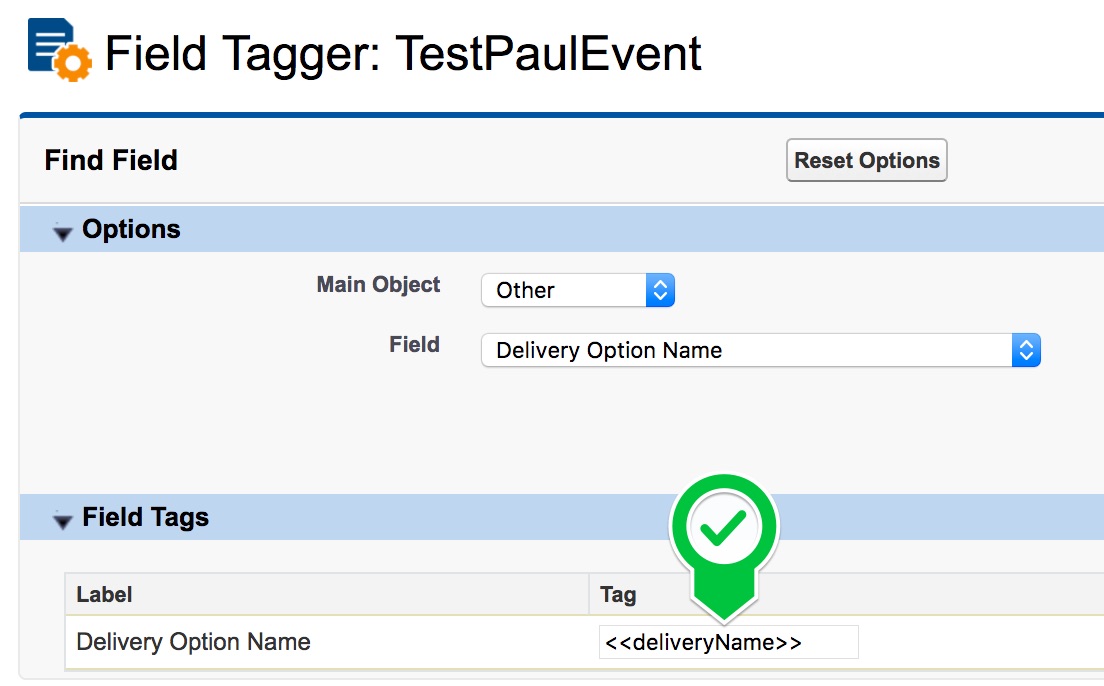 Field Tagger: TestPaulEvent
Find Field
Reset Options
Options
Main Object
Other
Field
Delivery Option Name
Field Tags
Label
Tag
Delivery Option Name
<<deliveryName>>